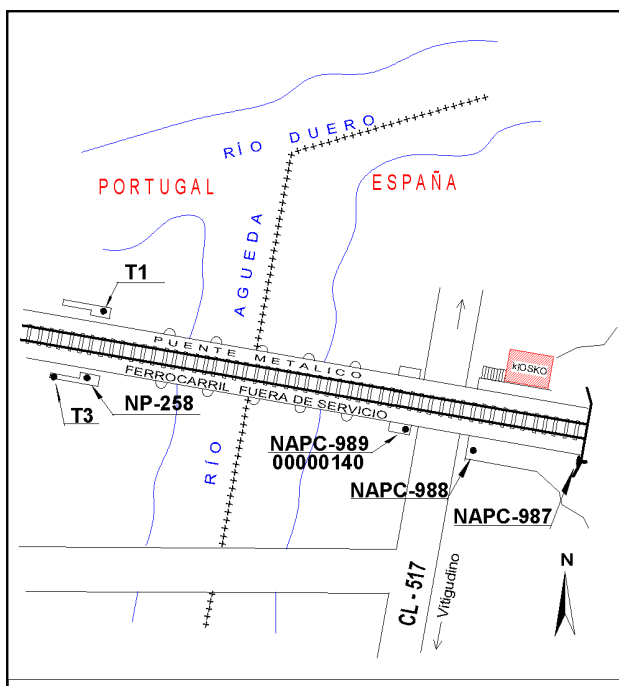 RÍO DUERO
PORTUGAL
ESPAÑA
AGUEDA
T1
PUENTE METALICO
kIOSKO
FERROCARRIL FUERA DE SERVICIO
NP-258
T3
RÍO
NAPC-989
00000140
NAPC-988
NAPC-987
CL - 517
Vitigudino
N